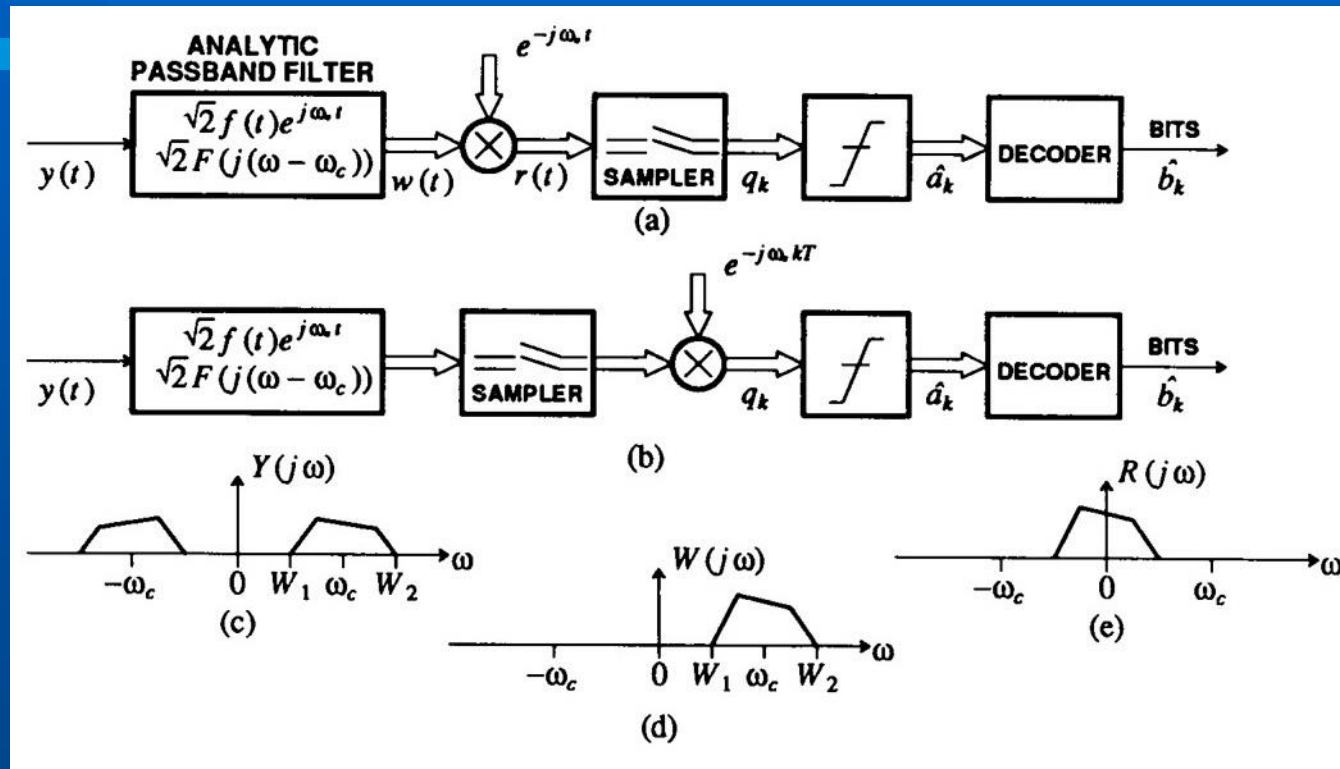 ANALYTIC
PASSBAND FILTER
e^{-jω_c t}
√2 f(t)e^{jω_c t}
√2 F(j(ω − ω_c))
y(t)
w(t)
r(t)
SAMPLER
q_k
â_k
DECODER
BITS
b̂_k
(a)
e^{-jω_c kT}
√2 f(t)e^{jω_c t}
√2 F(j(ω − ω_c))
y(t)
SAMPLER
q_k
â_k
DECODER
BITS
b̂_k
(b)
Y(jω)
−ω_c 0 W_1 ω_c W_2 ω
(c)
W(jω)
−ω_c 0 W_1 ω_c W_2 ω
(d)
R(jω)
−ω_c 0 ω_c ω
(e)